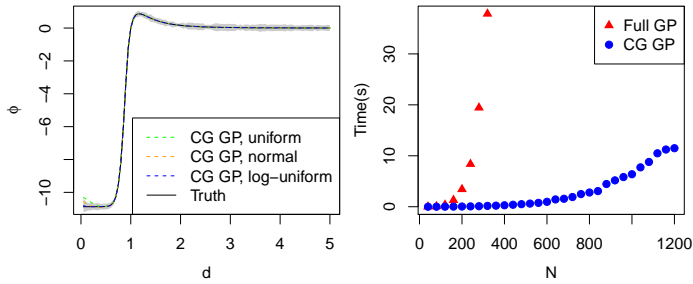 0
−2
−4
−6
−10
ϕ
0
1
2
3
4
5
d
CG GP, uniform
CG GP, normal
CG GP, log−uniform
Truth
0
10
20
30
Time(s)
0
200
400
600
800
1200
N
Full GP
CG GP